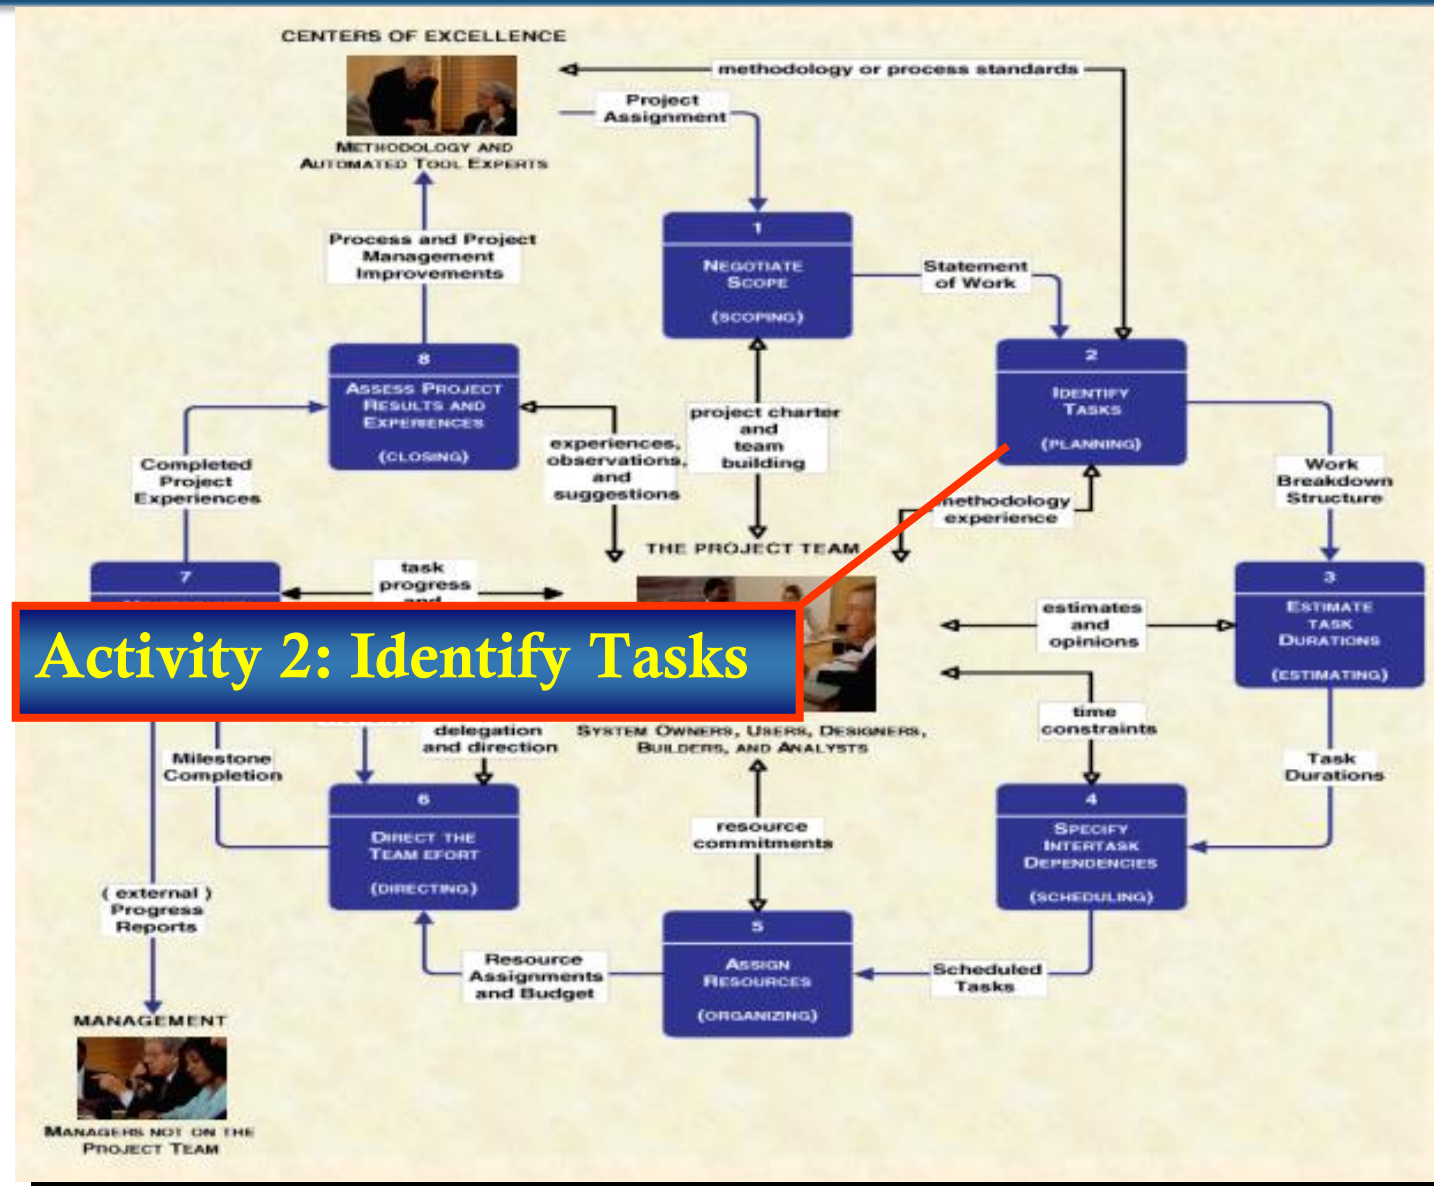 CENTERS OF EXCELLENCE
METHODOLOGY AND
AUTOMATED TOOL EXPERTS
methodology or process standards
Project
Assignment
Process and Project
Management
Improvements
1
NEGOTIATE
SCOPE
(SCOPING)
Statement
of Work
2
IDENTIFY
TASKS
(PLANNING)
8
ASSESS PROJECT
RESULTS AND
EXPERIENCES
(CLOSING)
project charter
and
team
building
experiences,
observations,
and
suggestions
Completed
Project
Experiences
methodology
experience
Work
Breakdown
Structure
THE PROJECT TEAM
7
task
progress
and
3
ESTIMATE
TASK
DURATIONS
(ESTIMATING)
estimates
and
opinions
Activity 2: Identify Tasks
SYSTEM OWNERS, USERS, DESIGNERS,
BUILDERS, AND ANALYSTS
delegation
and direction
time
constraints
Milestone
Completion
Task
Durations
6
DIRECT THE
TEAM EFORT
(DIRECTING)
resource
commitments
4
SPECIFY
INTERTASK
DEPENDENCIES
(SCHEDULING)
( external )
Progress
Reports
5
ASSIGN
RESOURCES
(ORGANIZING)
Resource
Assignments
and Budget
Scheduled
Tasks
MANAGEMENT
MANAGERS NOT ON THE
PROJECT TEAM